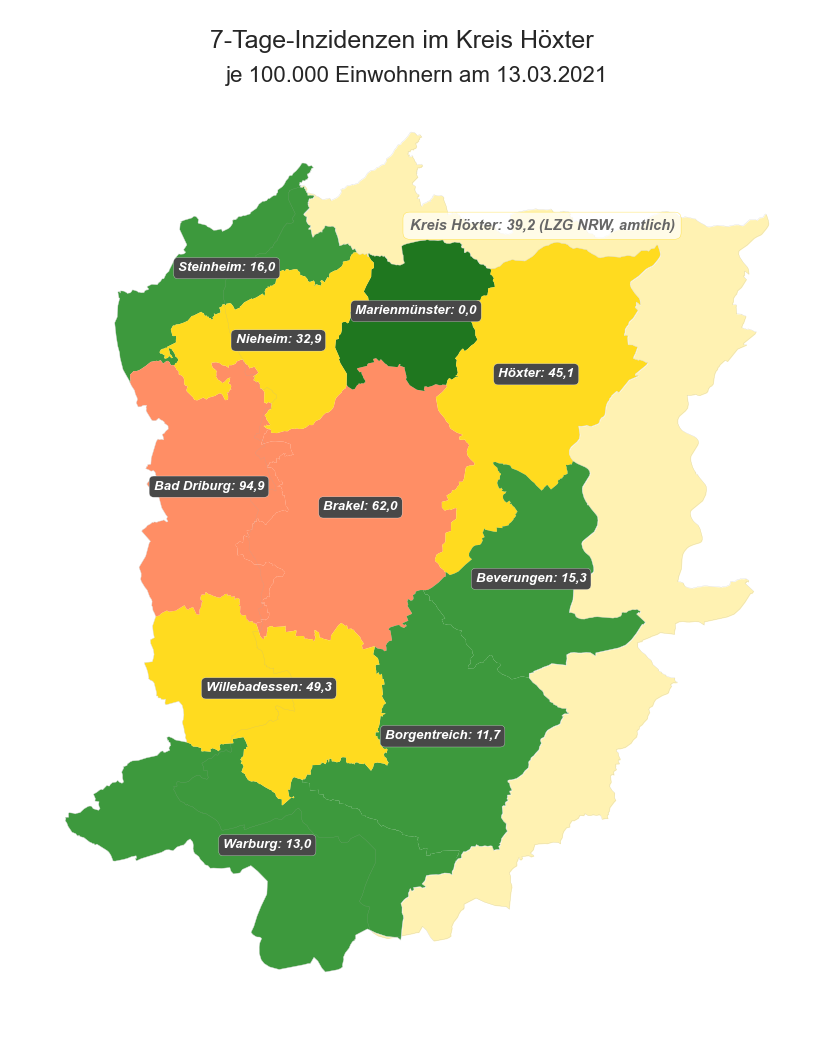 7-Tage-Inzidenzen im Kreis Höxter
je 100.000 Einwohnern am 13.03.2021
Kreis Höxter: 39,2 (LZG NRW, amtlich)
Steinheim: 16,0
Marienmünster: 0,0
Nieheim: 32,9
Höxter: 45,1
Bad Driburg: 94,9
Brakel: 62,0
Beverungen: 15,3
Willebadessen: 49,3
Borgentreich: 11,7
Warburg: 13,0